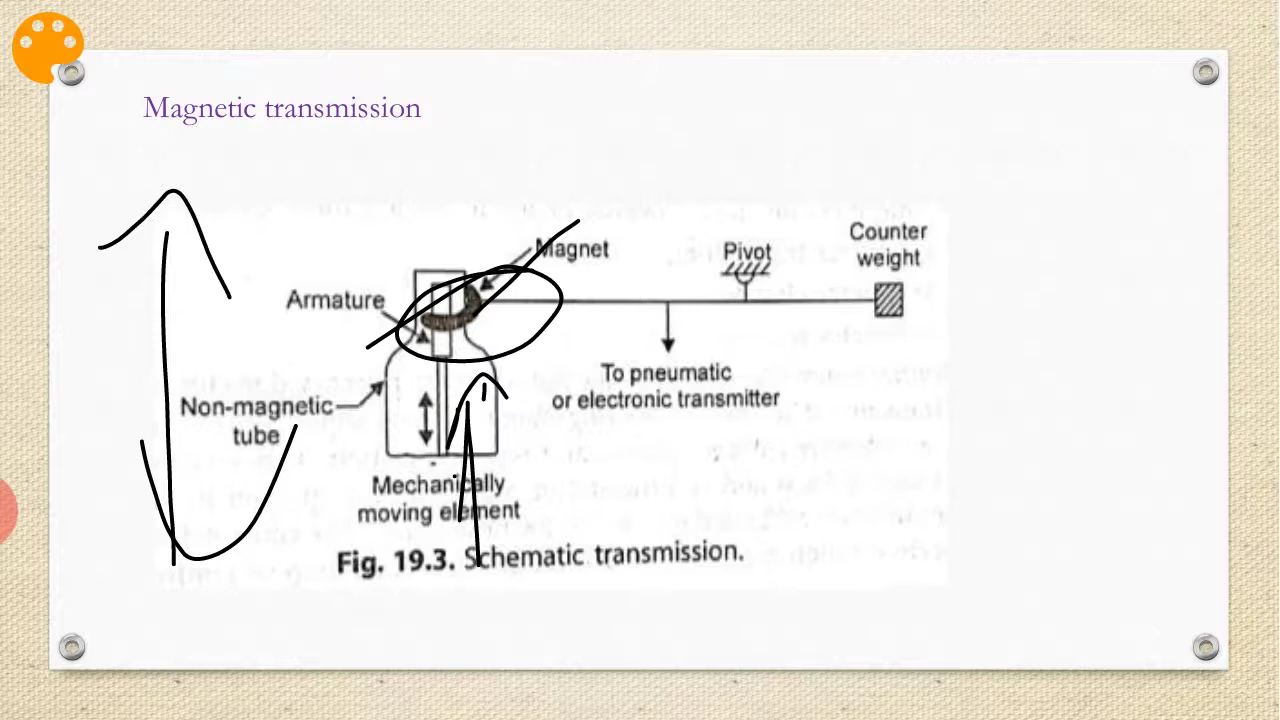 Magnetic transmission
Magnet
Pivot
Counter
weight
Armature
To pneumatic
or electronic transmitter
Non-magnetic
tube
Mechanically
moving element
Fig. 19.3. Schematic transmission.